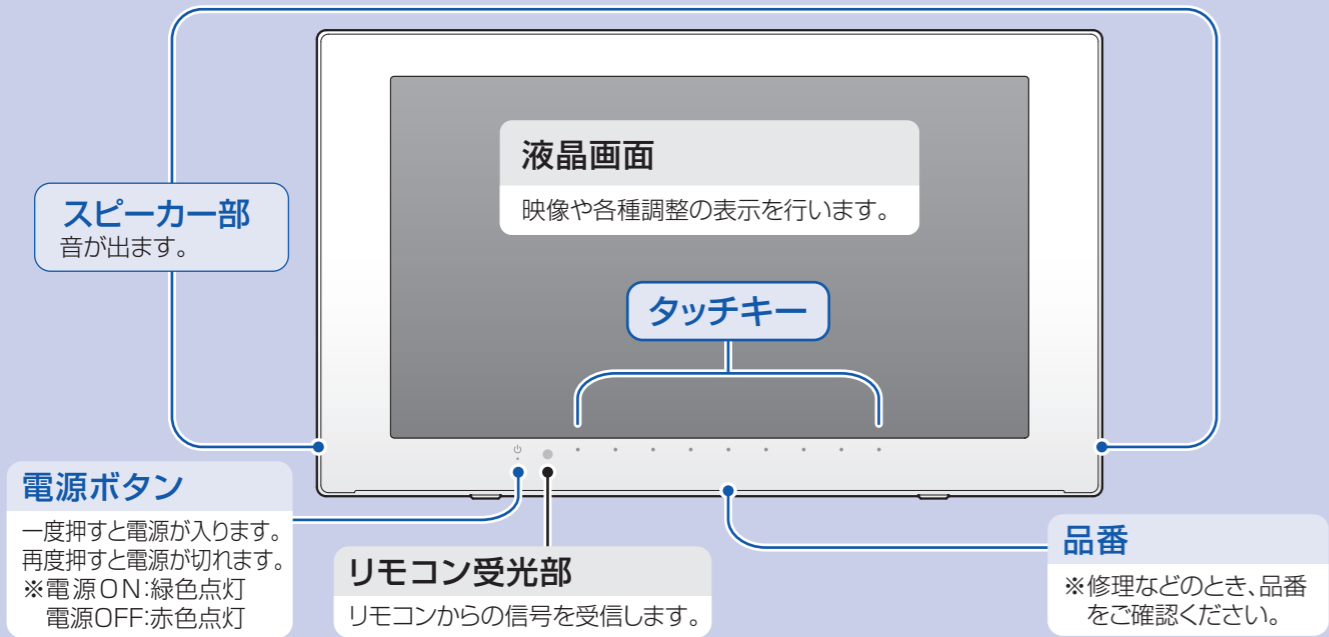 液晶画面
映像や各種調整の表示を行います。
スピーカー部
音が出ます。
タッチキー
電源ボタン
一度押すと電源が入ります。
再度押すと電源が切れます。
※電源ON:緑色点灯
電源OFF:赤色点灯
リモコン受光部
リモコンからの信号を受信します。
品番
※修理などのとき、品番
をご確認ください。